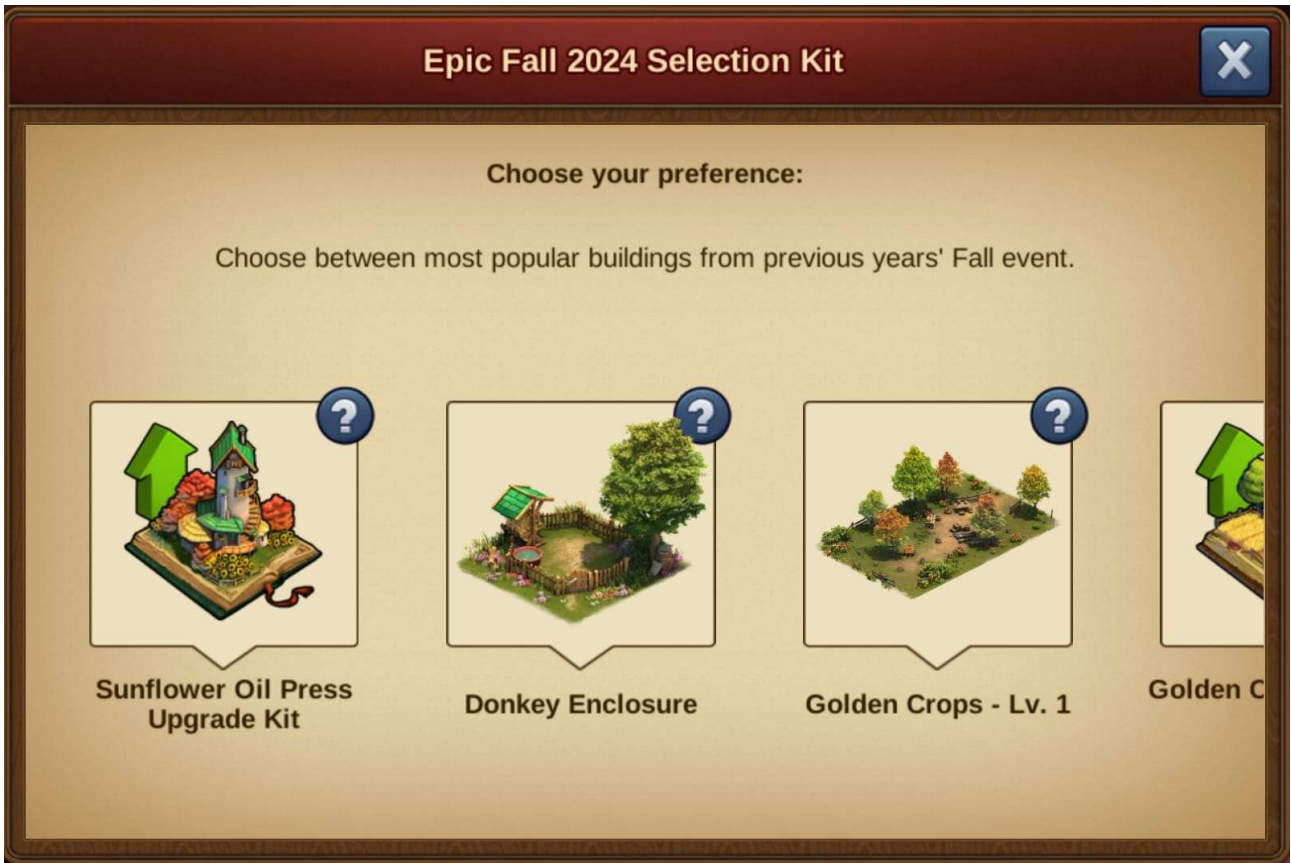 Epic Fall 2024 Selection Kit
Choose your preference:
Choose between most popular buildings from previous years' Fall event.
Sunflower Oil Press
Upgrade Kit
Donkey Enclosure
Golden Crops - Lv. 1
Golden